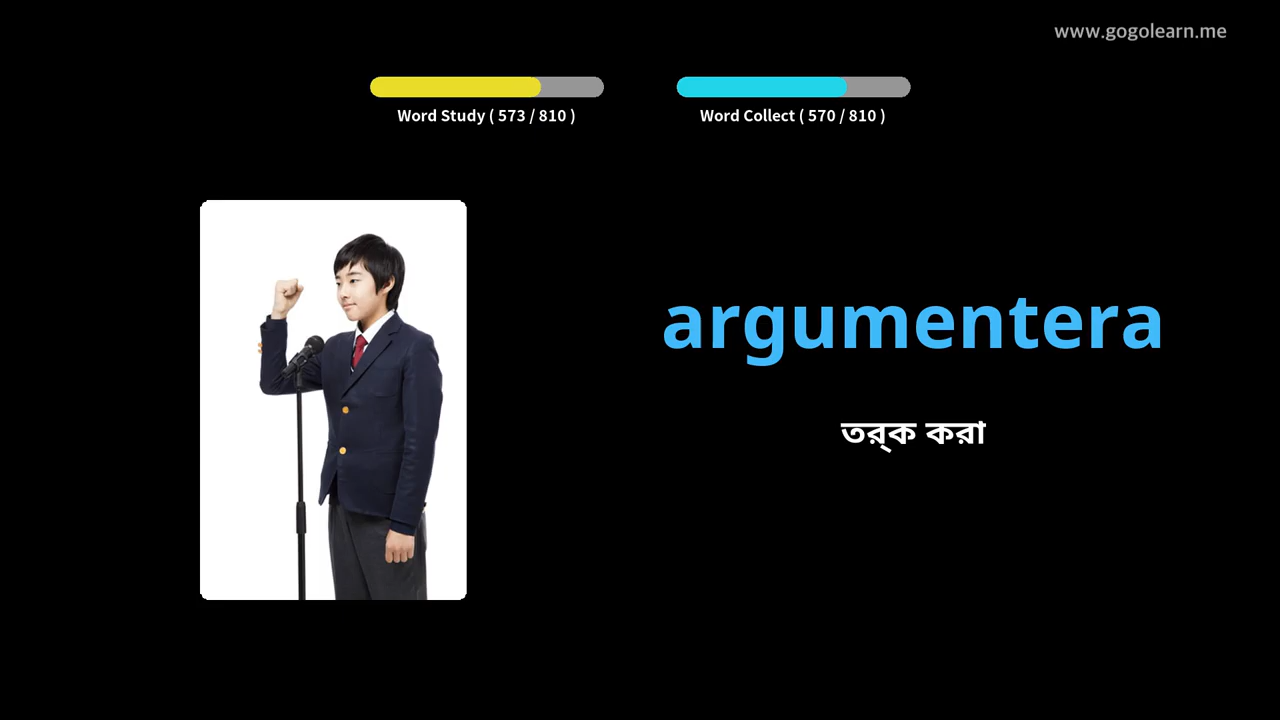 www.gogolearn.me
Word Study ( 573 / 810 )
Word Collect ( 570 / 810 )
argumentera
তর্ক করা